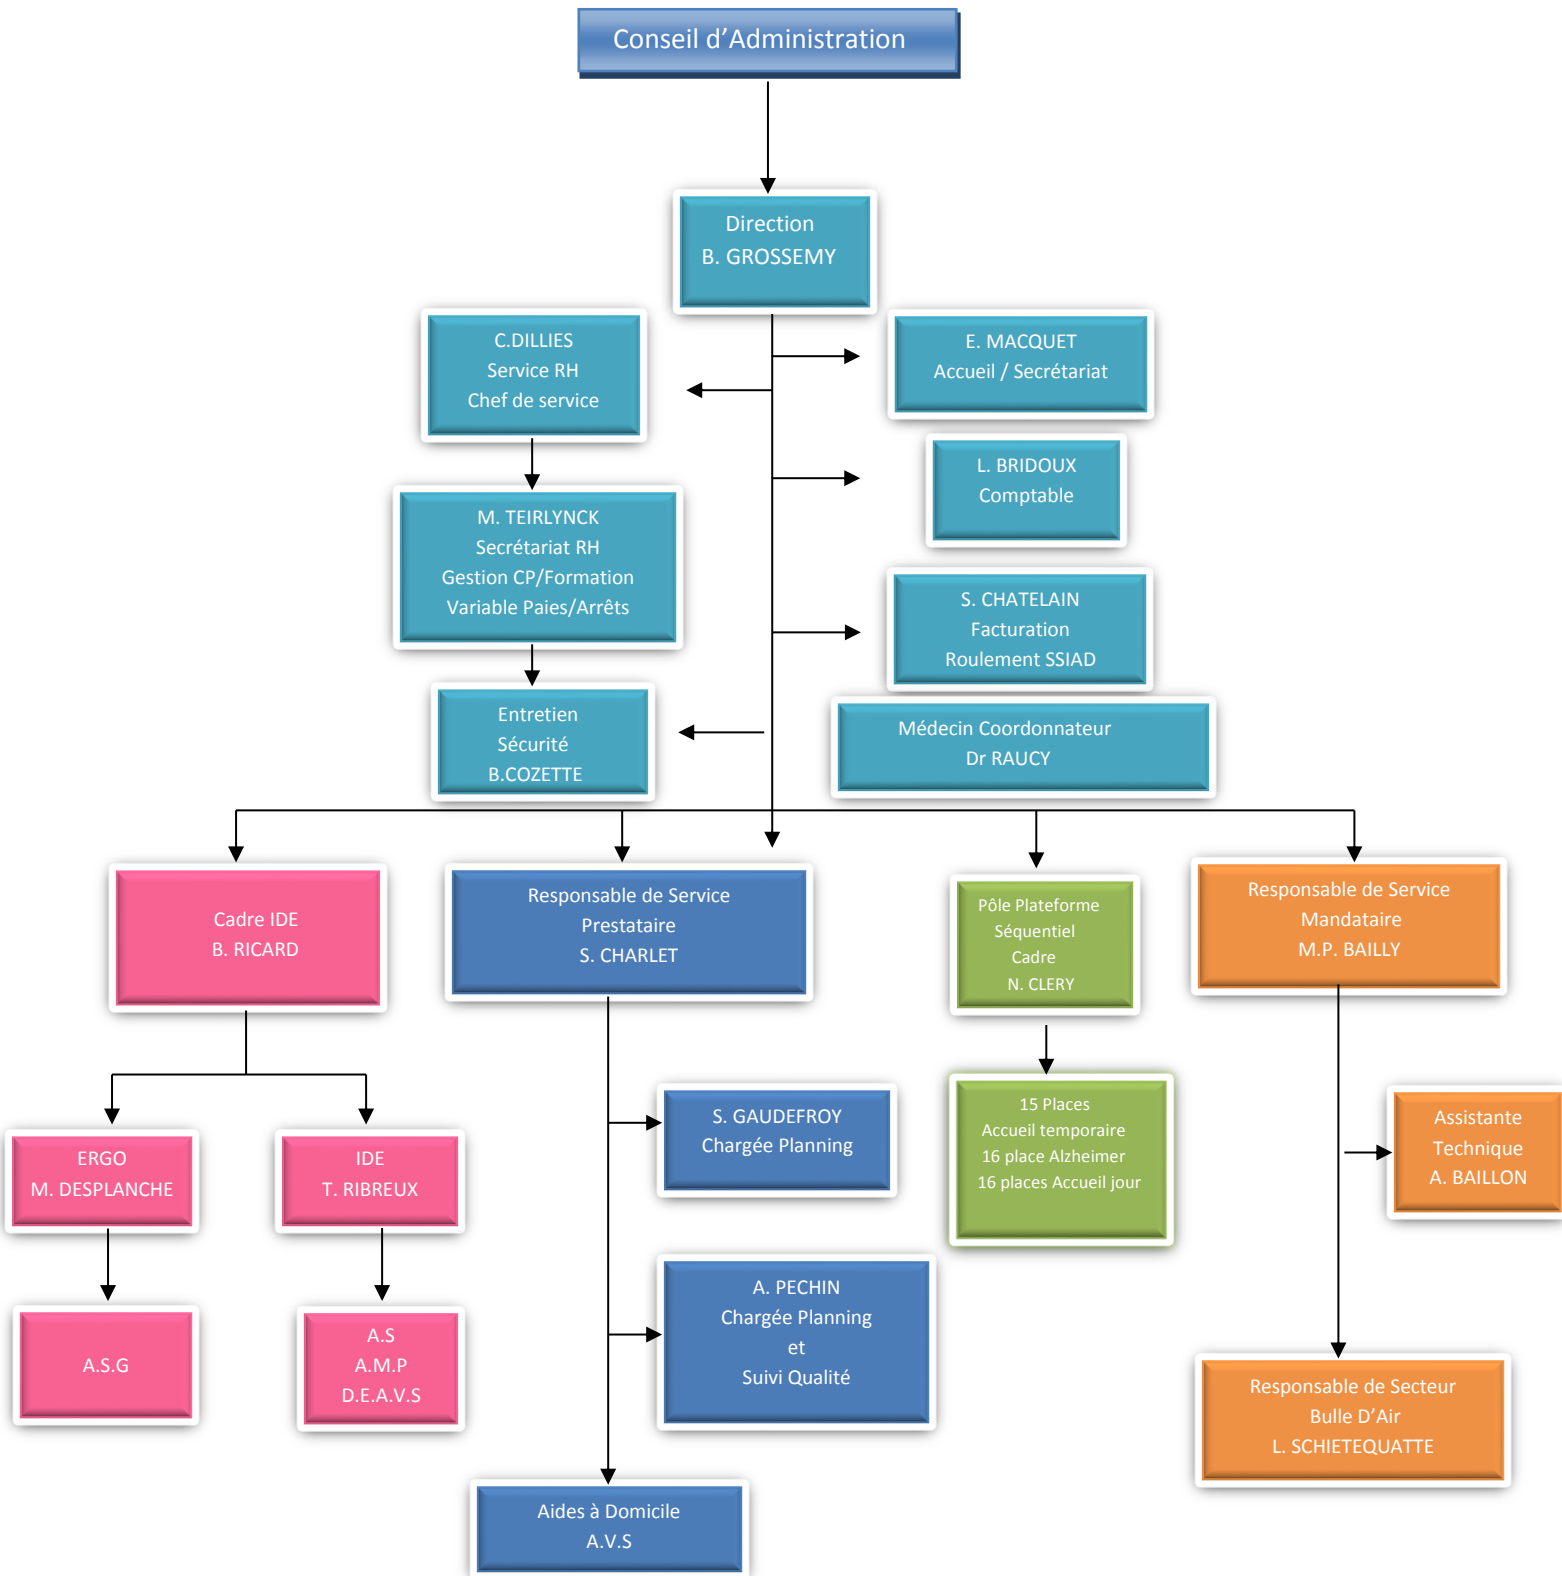 Conseil d'Administration
Direction
B. GROSSEMY
C.DILLIES
Service RH
Chef de service
E. MACQUET
Accueil / Secrétariat
L. BRIDOUX
Comptable
M. TEIRLYNCK
Secrétariat RH
Gestion CP/Formation
Variable Paies/Arrêts
S. CHATELAIN
Facturation
Roulement SSIAD
Entretien
Sécurité
B.COZETTE
Médecin Coordonnateur
Dr RAUCY
Cadre IDE
B. RICARD
Responsable de Service
Prestataire
S. CHARLET
Pôle Plateforme
Séquentiel
Cadre
N. CLERY
Responsable de Service
Mandataire
M.P. BAILLY
ERGO
M. DESPLANCHE
IDE
T. RIBREUX
S. GAUDEFROY
Chargée Planning
15 Places
Accueil temporaire
16 place Alzheimer
16 places Accueil jour
Assistante
Technique
A. BAILLON
A.S.G
A.S
A.M.P
D.E.A.V.S
A. PECHIN
Chargée Planning
et
Suivi Qualité
Responsable de Secteur
Bulle D'Air
L. SCHIETEQUATTE
Aides à Domicile
A.V.S